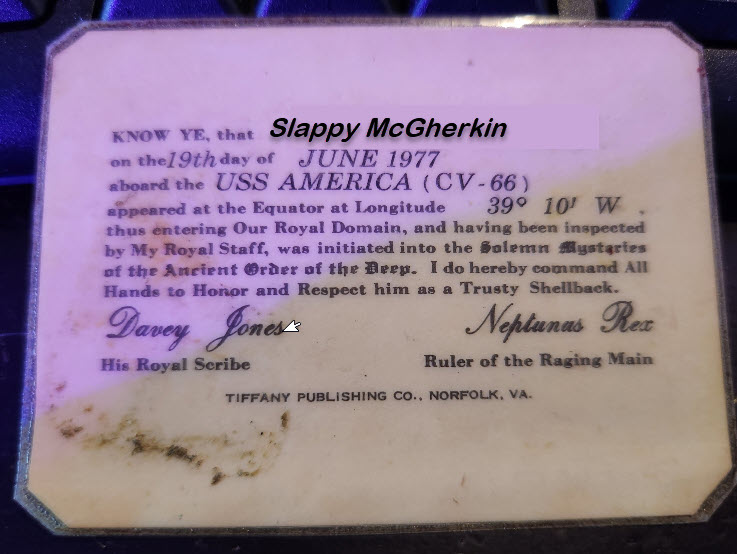 KNOW YE, that Slappy McGherkin
on the 19th day of JUNE 1977
aboard the USS AMERICA (CV-66)
appeared at the Equator at Longitude 39° 10' W.
thus entering Our Royal Domain, and having been inspected
by My Royal Staff, was initiated into the Solemn Mysteries
of the Ancient Order of the Deep. I do hereby command All
Hands to Honor and Respect him as a Trusty Shellback.
Davey Jones Neptunus Rex
His Royal Scribe Ruler of the Raging Main
TIFFANY PUBLISHING CO., NORFOLK, VA.